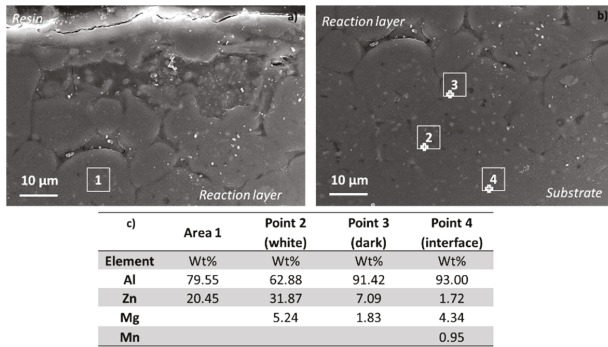 Resin
a)
1
10 μm
Reaction layer
Reaction layer
b)
3
2
4
10 μm
Substrate
c) Area 1 Point 2 (white) Point 3 (dark) Point 4 (interface)
Element Wt% Wt% Wt% Wt%
Al 79.55 62.88 91.42 93.00
Zn 20.45 31.87 7.09 1.72
Mg 5.24 1.83 4.34
Mn 0.95